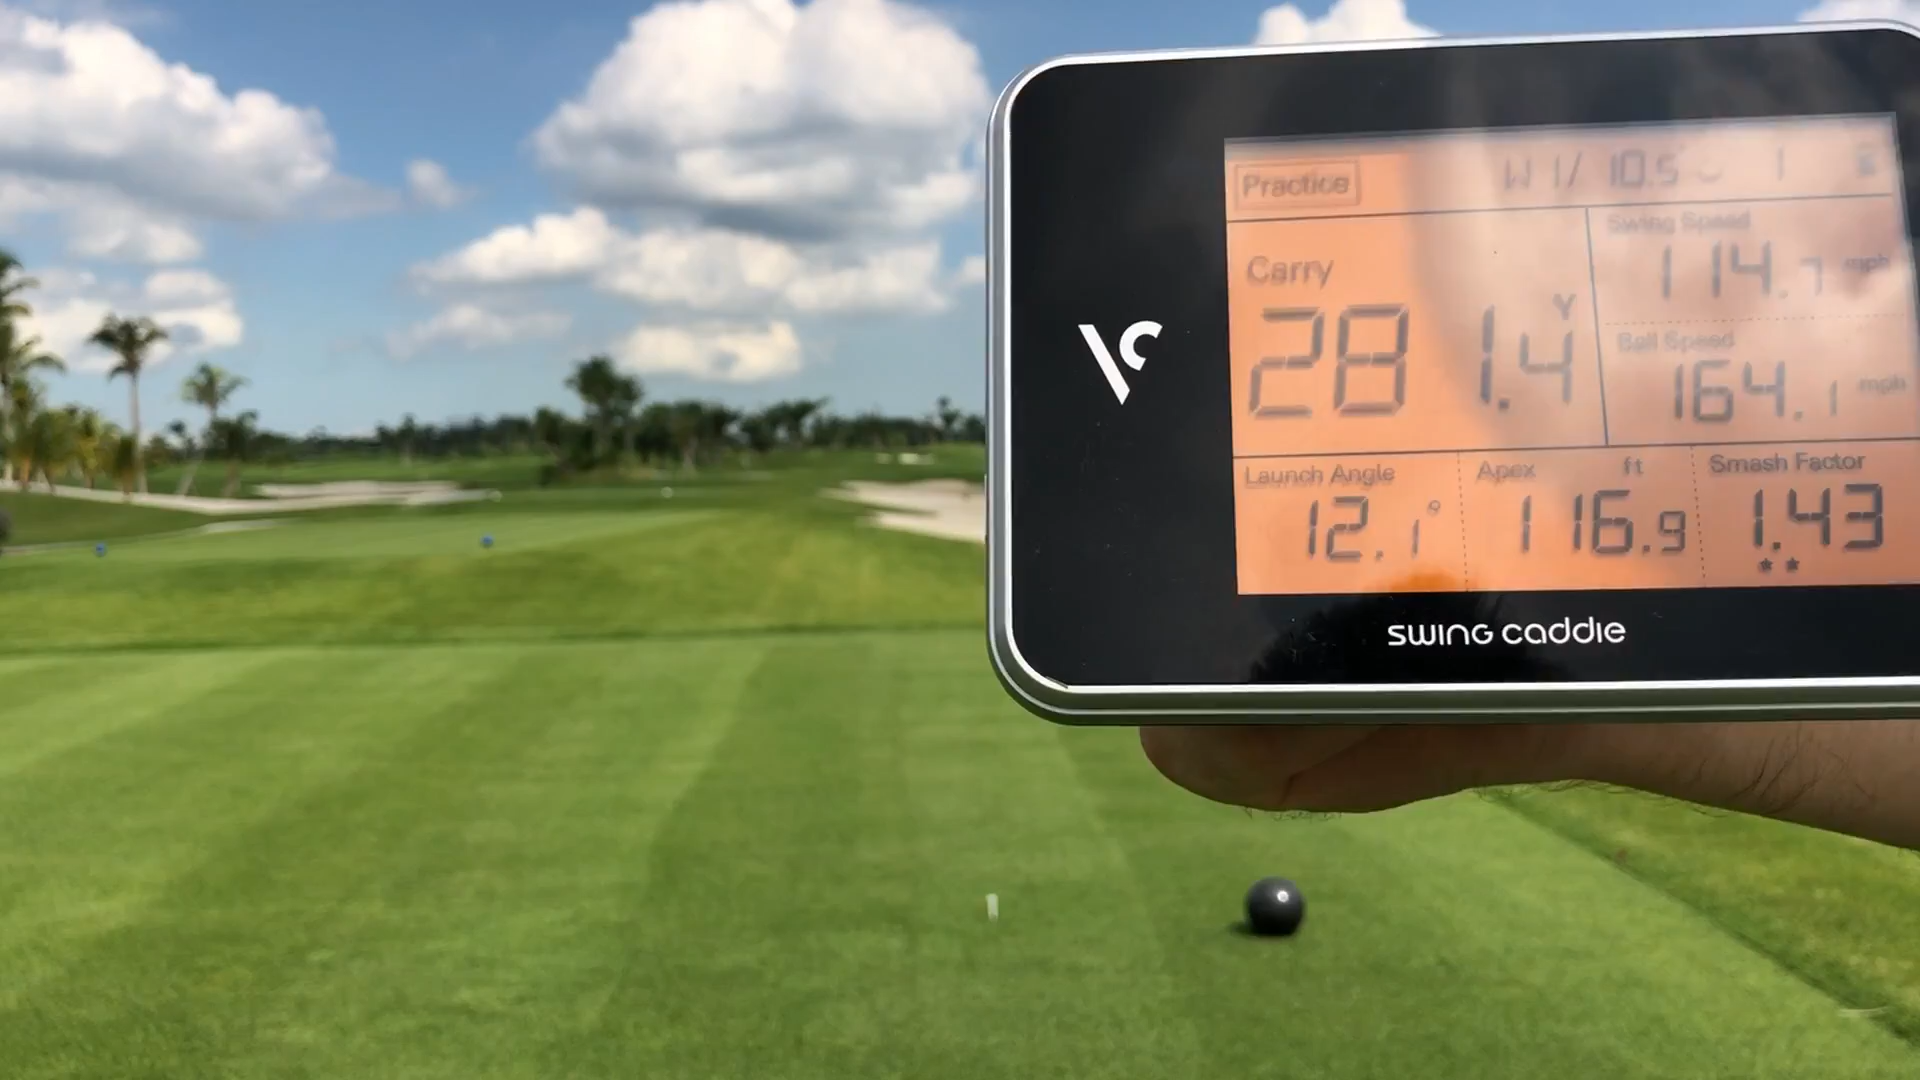 Practice W 1/ 10.5° 1
Swing Speed
114.7 mph
Carry
281.4 Y
Ball Speed
164.1 mph
Launch Angle Apex ft Smash Factor
12.1° 116.9 1.43
★★
swing caddie